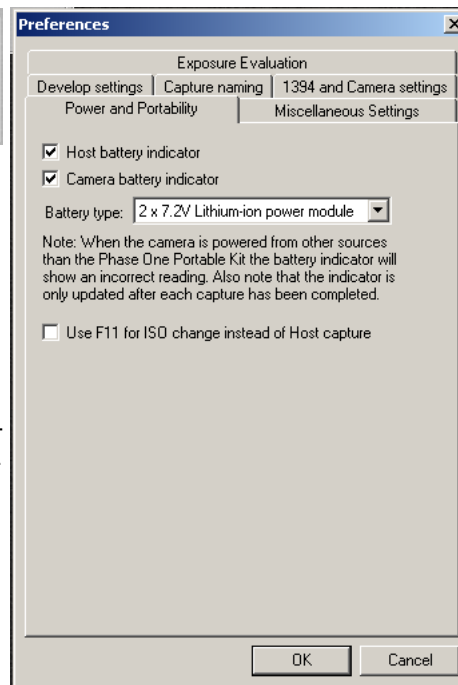 Preferences
Exposure Evaluation
Develop settings
Capture naming
1394 and Camera settings
Power and Portability
Miscellaneous Settings
Host battery indicator
Camera battery indicator
Battery type: 2 x 7.2V Lithium-ion power module
Note: When the camera is powered from other sources
than the Phase One Portable Kit the battery indicator will
show an incorrect reading. Also note that the indicator is
only updated after each capture has been completed.
Use F11 for ISO change instead of Host capture
OK
Cancel